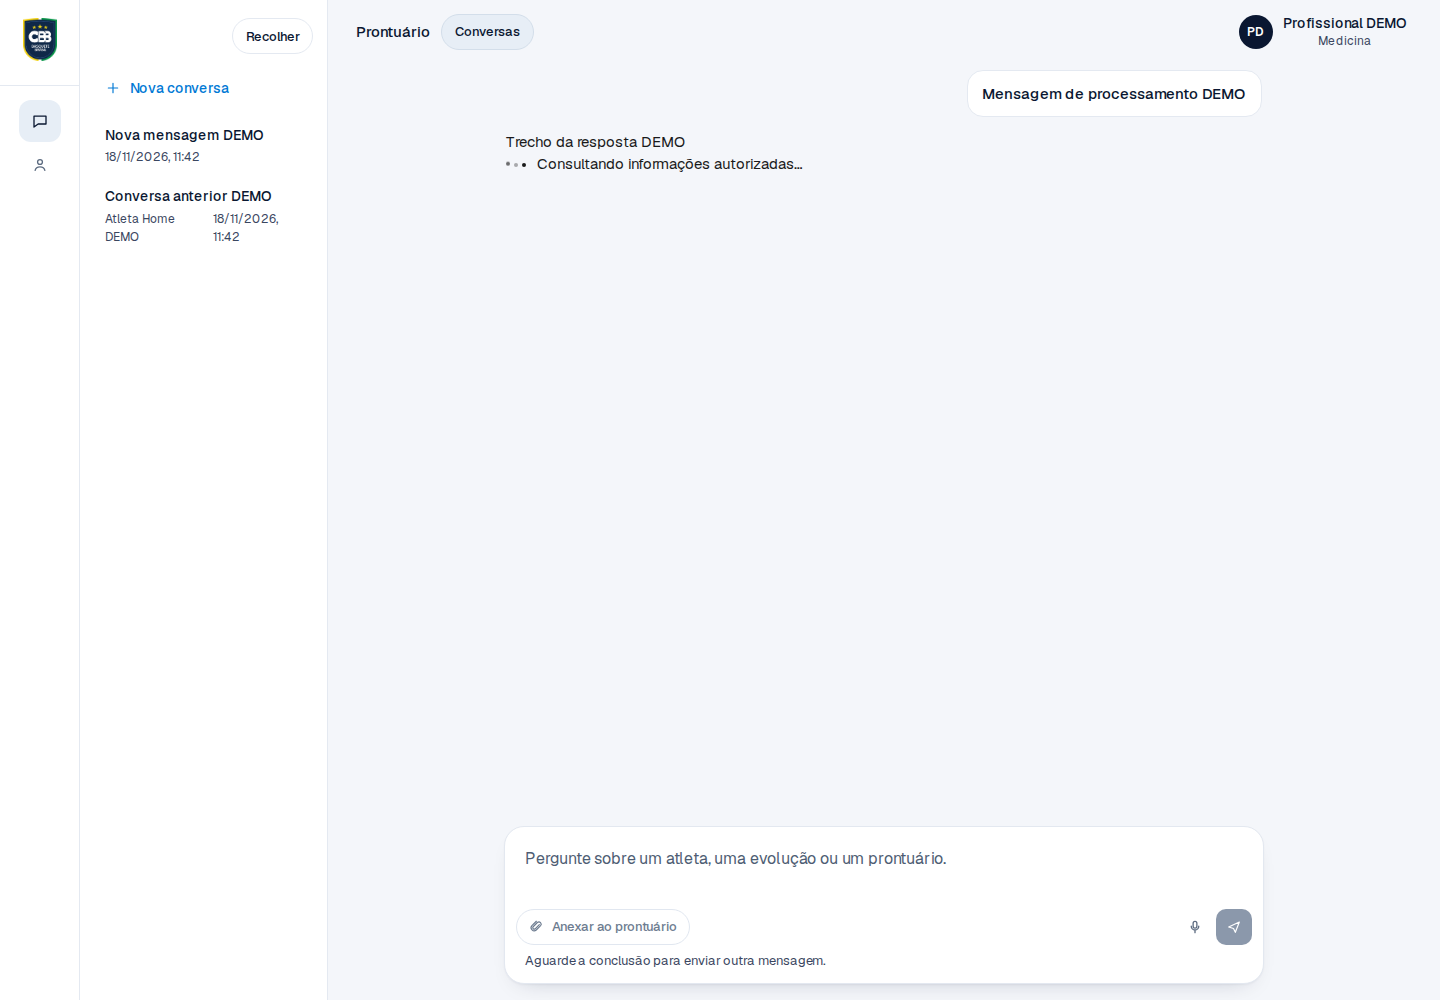 CBB
Recolher
Nova conversa
Nova mensagem DEMO
18/11/2026, 11:42
Conversa anterior DEMO
Atleta Home DEMO
18/11/2026, 11:42
Prontuário
Conversas
PD
Profissional DEMO
Medicina
Mensagem de processamento DEMO
Trecho da resposta DEMO
Consultando informações autorizadas…
Pergunte sobre um atleta, uma evolução ou um prontuário.
Anexar ao prontuário
Aguarde a conclusão para enviar outra mensagem.